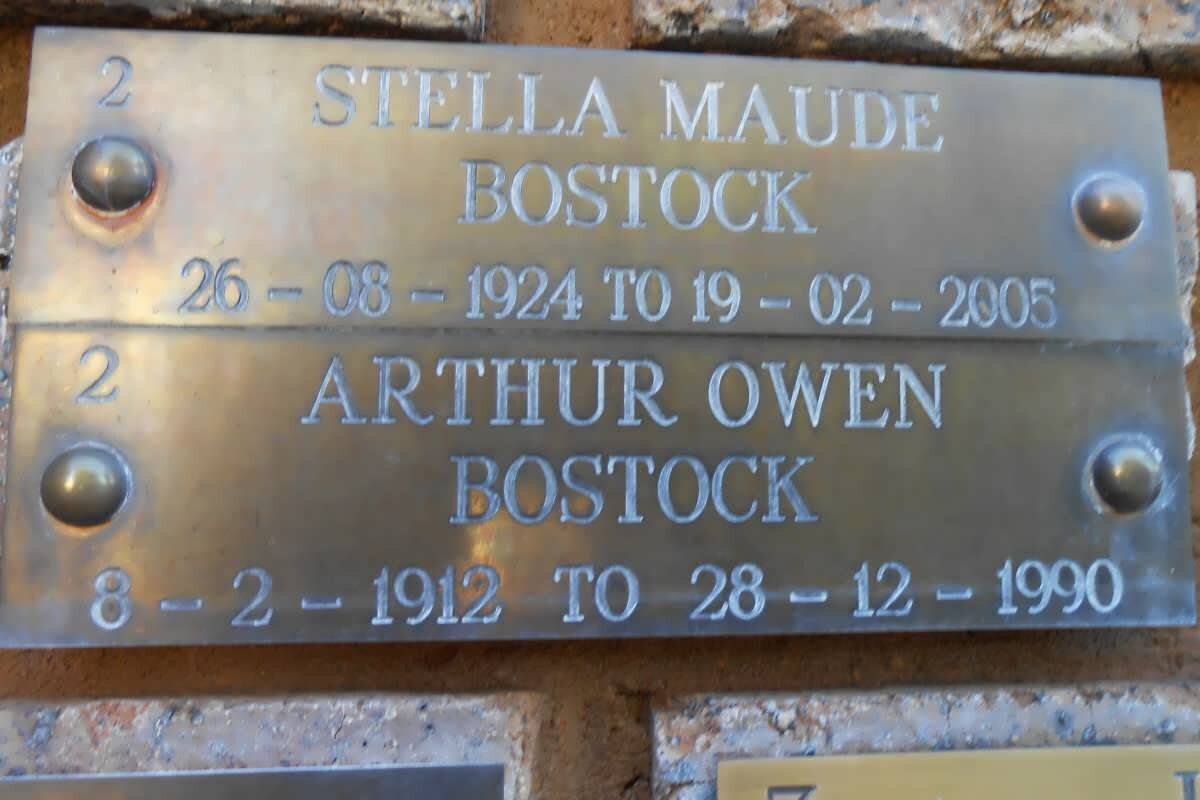 2
STELLA MAUDE
BOSTOCK
26 - 08 - 1924 TO 19 - 02 - 2005
2
ARTHUR OWEN
BOSTOCK
8 - 2 - 1912 TO 28 - 12 - 1990